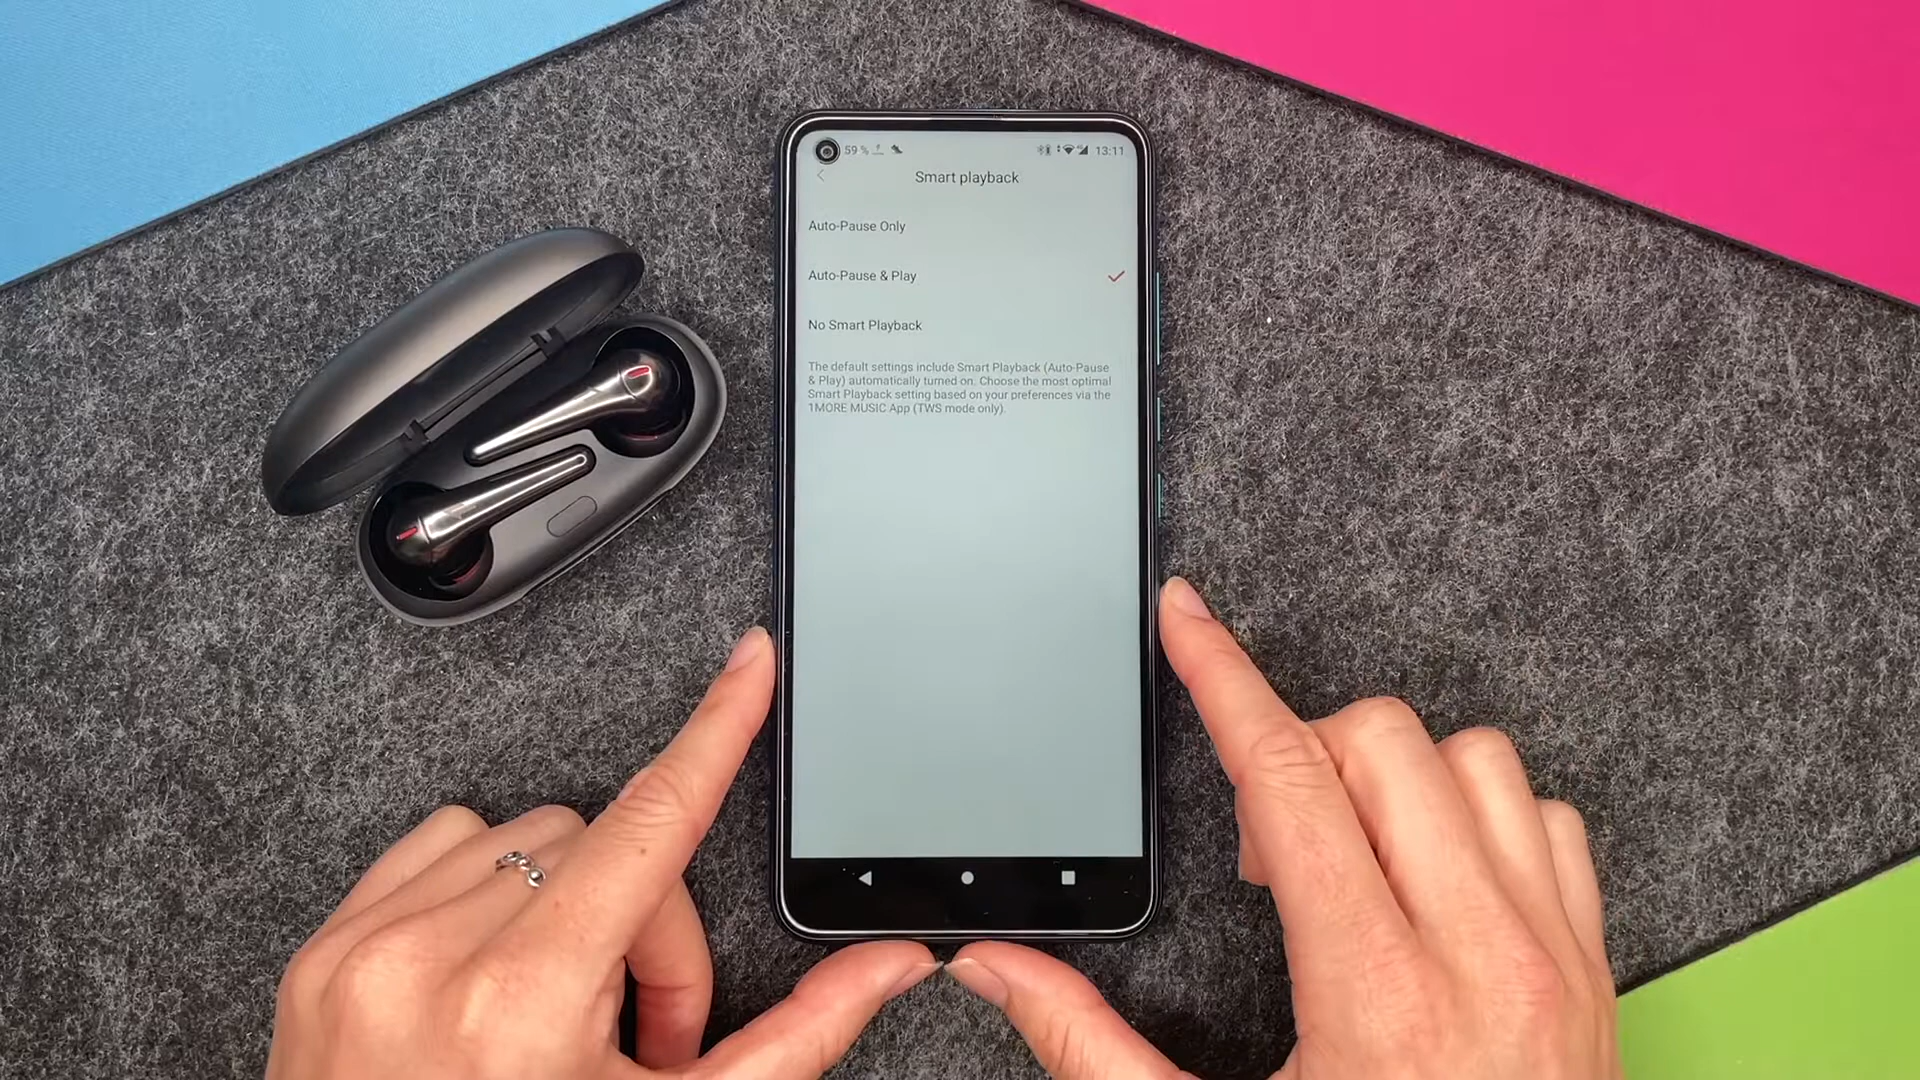 59 % 13:11
Smart playback
Auto-Pause Only
Auto-Pause & Play
No Smart Playback
The default settings include Smart Playback (Auto-Pause
& Play) automatically turned on. Choose the most optimal
Smart Playback setting based on your preferences via the
1MORE MUSIC App (TWS mode only).